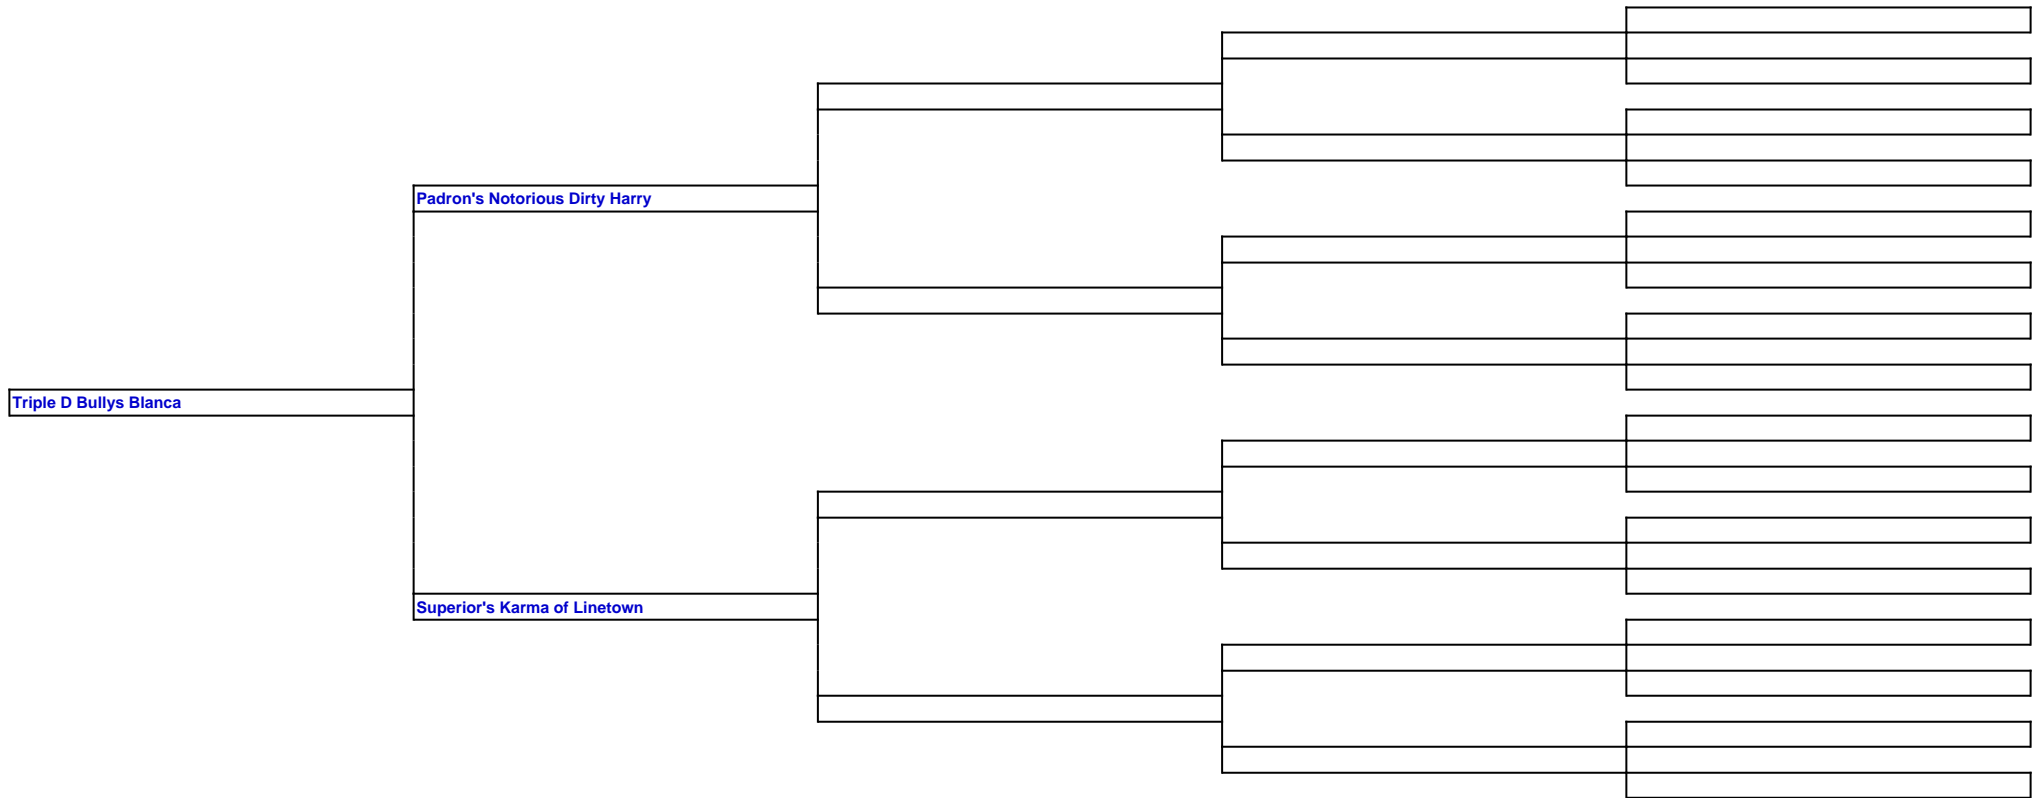 Padron's Notorious Dirty Harry
Triple D Bullys Blanca
Superior's Karma of Linetown